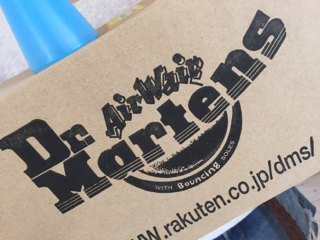 Dr.
AirWair
Martens
WITH Bouncing SOLES
WWW.rakuten.co.jp/dms/